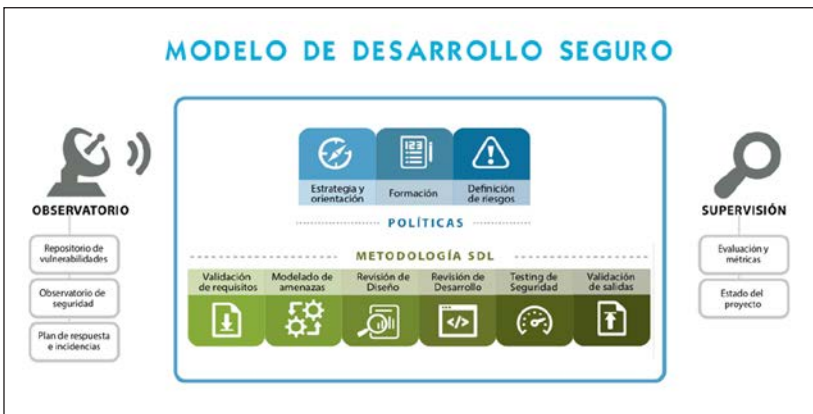 MODELO DE DESARROLLO SEGURO
OBSERVATORIO
Repositorio de
vulnerabilidades
Observatorio de
seguridad
Plan de respuesta
e incidencias
123
Estrategia y
orientación
Formación
Definición
de riesgos
POLÍTICAS
METODOLOGÍA SDL
Validación
de requisitos
Modelado de
amenazas
Revisión de
Diseño
Revisión de
Desarrollo
Testing de
Seguridad
Validación
de salidas
</>
SUPERVISIÓN
Evaluación y
métricas
Estado del
proyecto